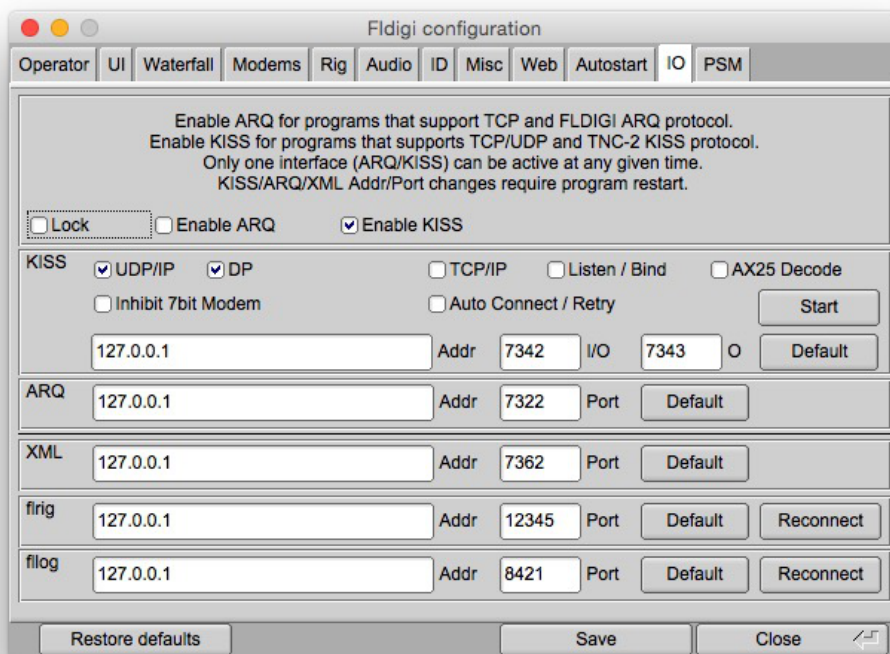 Fldigi configuration
Operator UI Waterfall Modems Rig Audio ID Misc Web Autostart IO PSM
Enable ARQ for programs that support TCP and FLDIGI ARQ protocol.
Enable KISS for programs that supports TCP/UDP and TNC-2 KISS protocol.
Only one interface (ARQ/KISS) can be active at any given time.
KISS/ARQ/XML Addr/Port changes require program restart.
Lock Enable ARQ Enable KISS
KISS UDP/IP DP TCP/IP Listen / Bind AX25 Decode
Inhibit 7bit Modem Auto Connect / Retry Start
127.0.0.1 Addr 7342 I/O 7343 O Default
ARQ 127.0.0.1 Addr 7322 Port Default
XML 127.0.0.1 Addr 7362 Port Default
flrig 127.0.0.1 Addr 12345 Port Default Reconnect
fllog 127.0.0.1 Addr 8421 Port Default Reconnect
Restore defaults Save Close